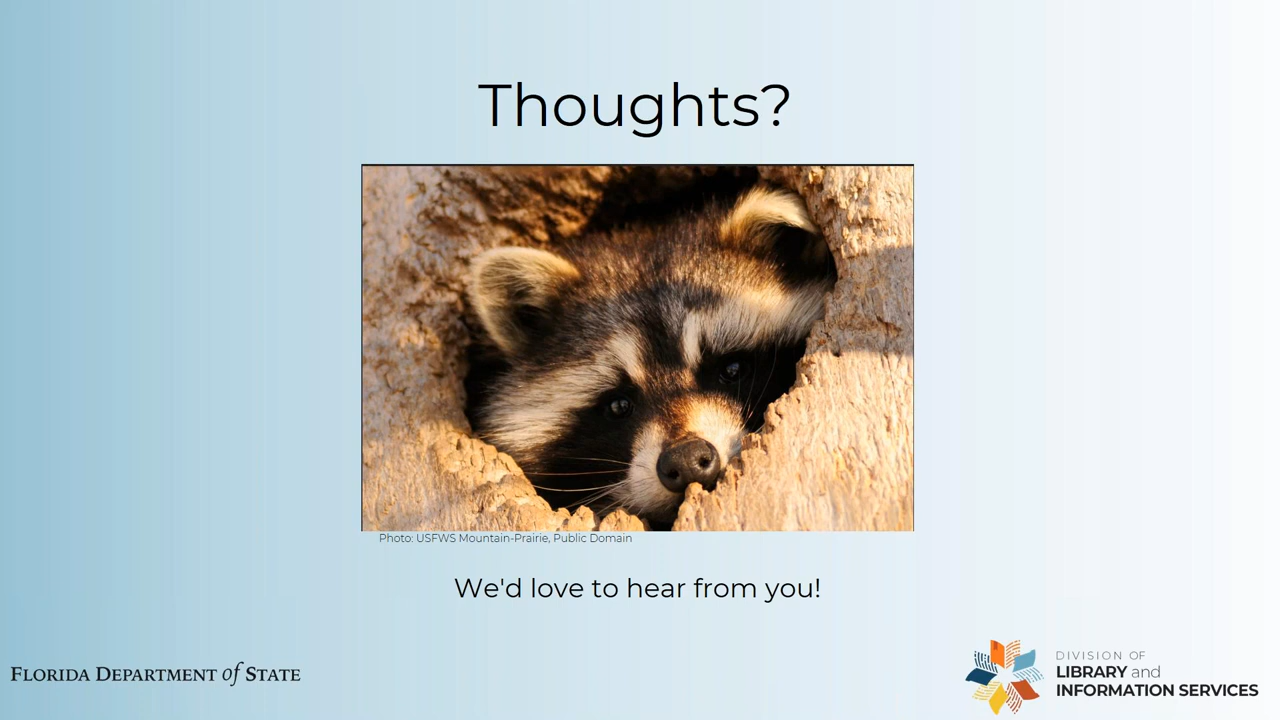 Thoughts?
Photo: USFWS Mountain-Prairie, Public Domain
We'd love to hear from you!
FLORIDA DEPARTMENT of STATE
DIVISION OF
LIBRARY and
INFORMATION SERVICES